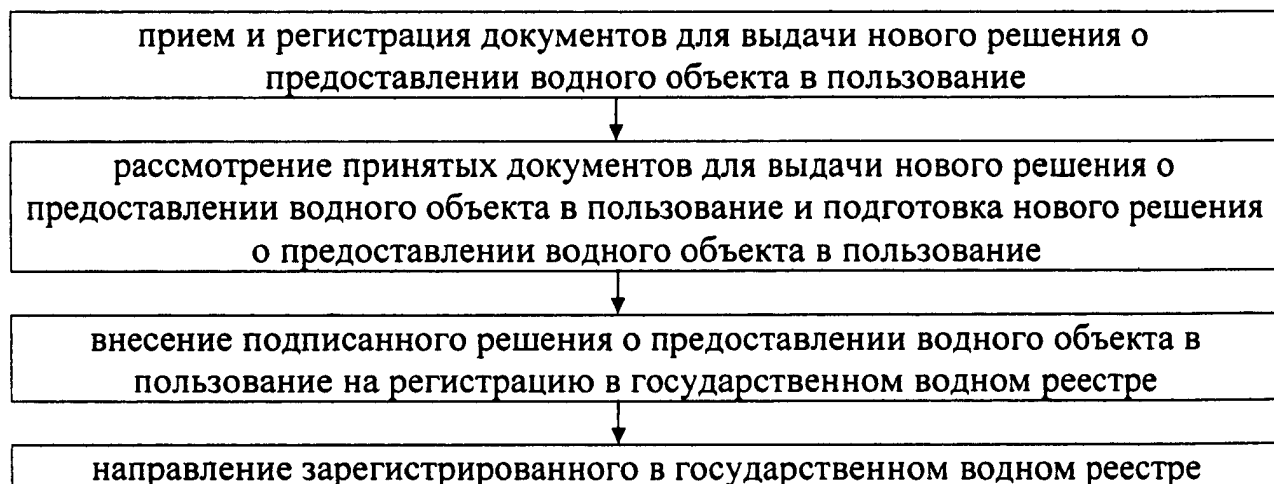 прием и регистрация документов для выдачи нового решения о
предоставлении водного объекта в пользование
рассмотрение принятых документов для выдачи нового решения о
предоставлении водного объекта в пользование и подготовка нового решения
о предоставлении водного объекта в пользование
внесение подписанного решения о предоставлении водного объекта в
пользование на регистрацию в государственном водном реестре
направление зарегистрированного в государственном водном реестре